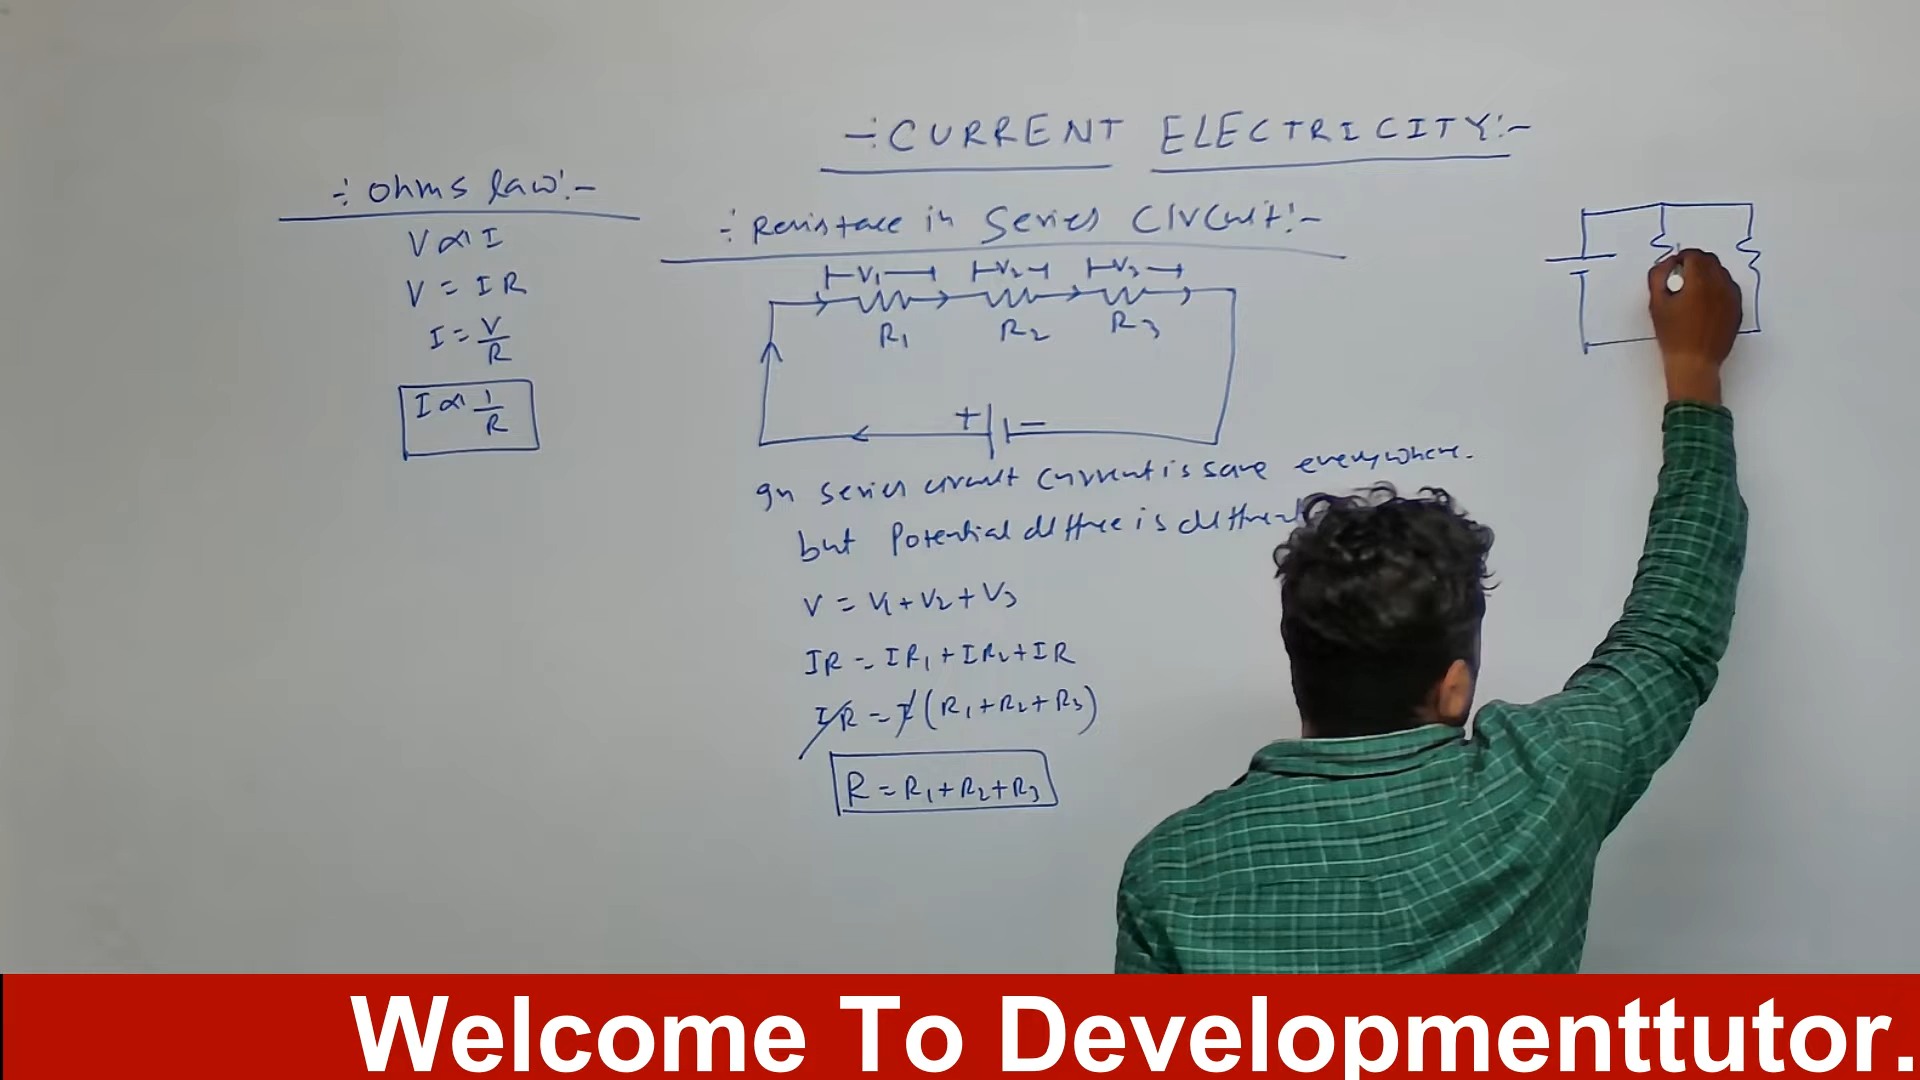 -: CURRENT ELECTRICITY :-
-: ohms law :-
V ∝ I
V = IR
I = V/R
I ∝ 1/R
-: Resistace in Series Circuit :-
V1 V2 V3
R1 R2 R3
+ -
In series circuit current is same everywhere.
but Potential diffrce is
V = V1 + V2 + V3
IR = IR1 + IR2 + IR
IR = I (R1 + R2 + R3)
R = R1 + R2 + R3
Welcome To Developmenttutor.